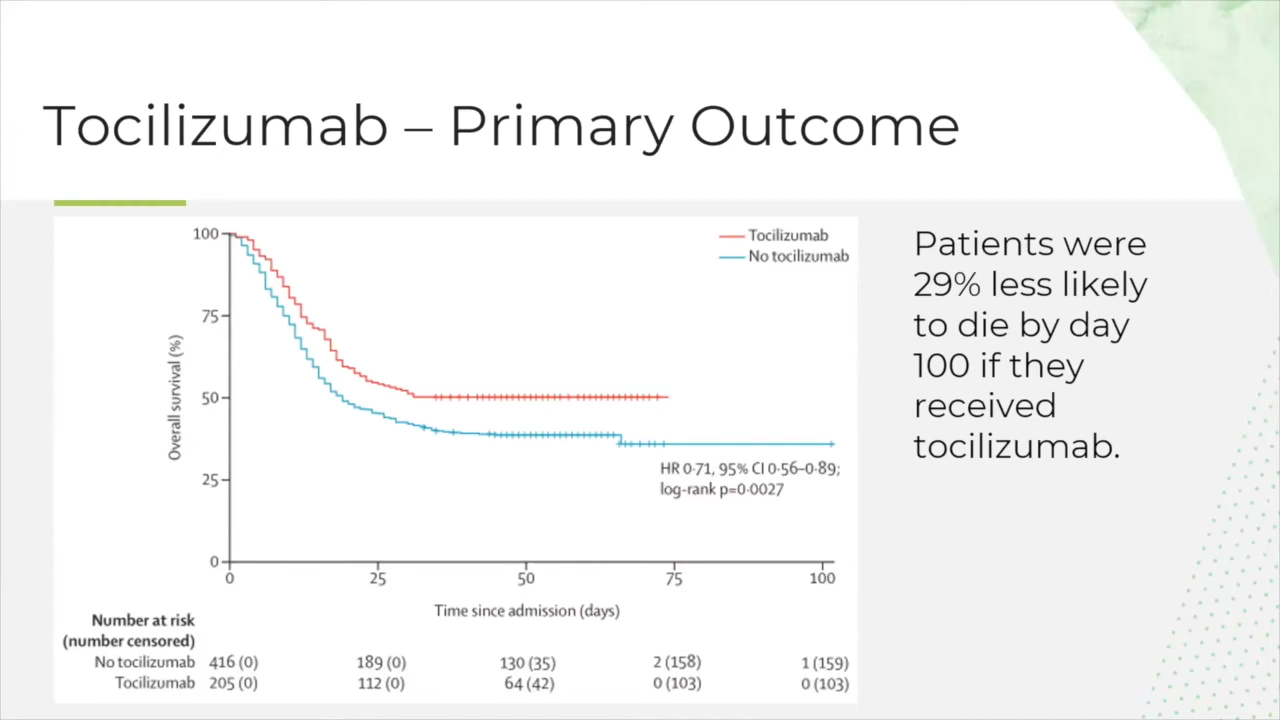 Tocilizumab – Primary Outcome
100
75
50
25
0
Overall survival (%)
Tocilizumab
No tocilizumab
HR 0·71, 95% CI 0·56–0·89;
log-rank p=0·0027
0 25 50 75 100
Time since admission (days)
Number at risk
(number censored)
No tocilizumab 416 (0) 189 (0) 130 (35) 2 (158) 1 (159)
Tocilizumab 205 (0) 112 (0) 64 (42) 0 (103) 0 (103)
Patients were
29% less likely
to die by day
100 if they
received
tocilizumab.